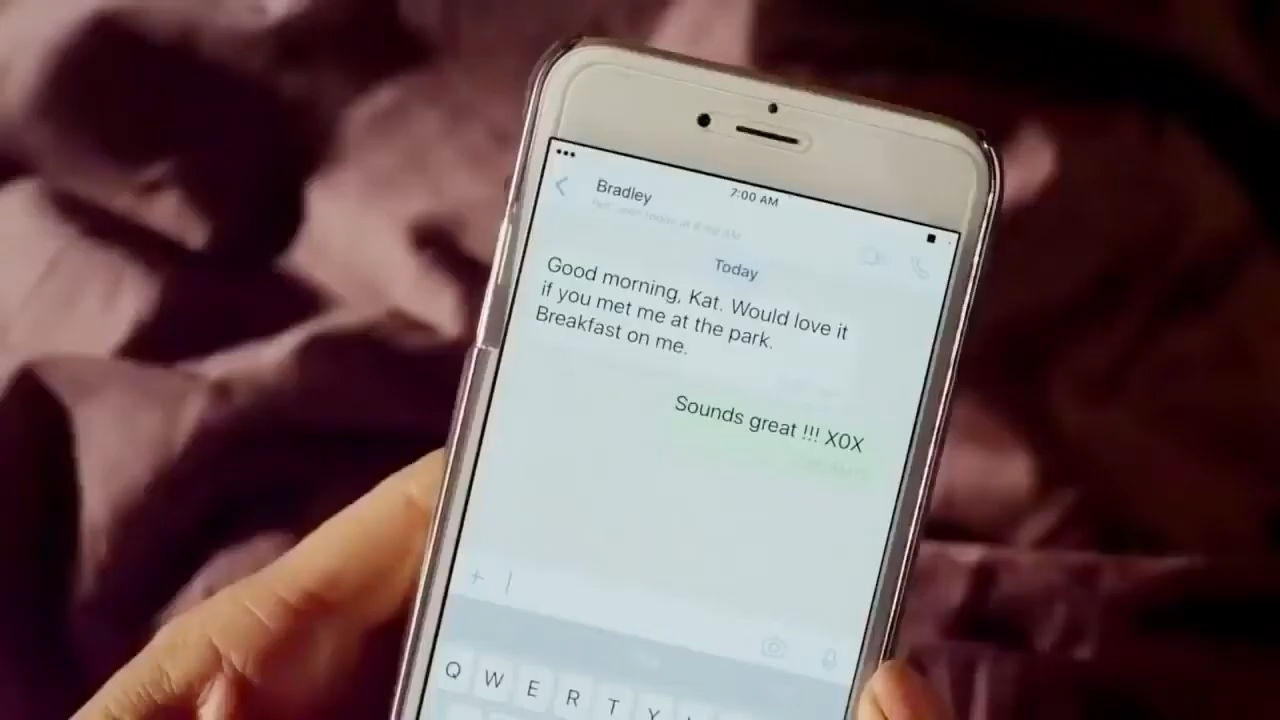 7:00 AM
Bradley
Today
Good morning, Kat. Would love it
if you met me at the park.
Breakfast on me.
Sounds great !!! XOX
Q W E R T Y